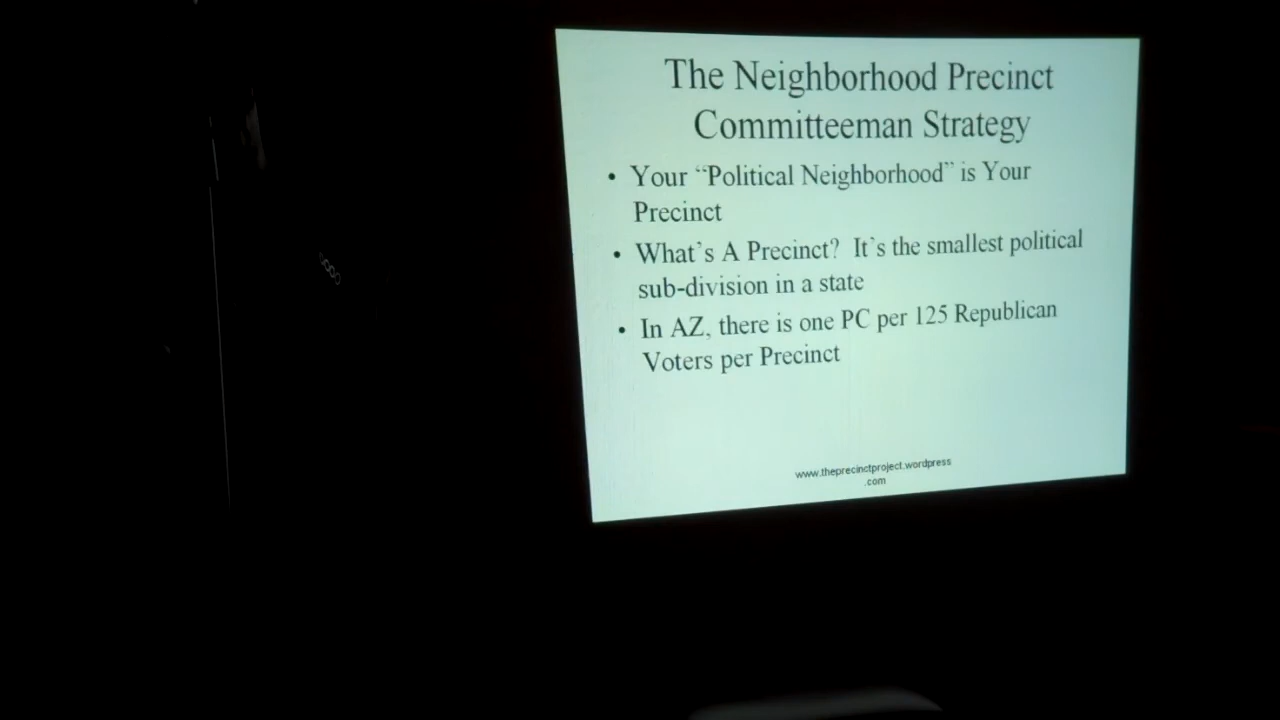 The Neighborhood Precinct
Committeeman Strategy
• Your “Political Neighborhood” is Your
Precinct
• What`s A Precinct? It`s the smallest political
sub-division in a state
• In AZ, there is one PC per 125 Republican
Voters per Precinct
www.theprecinctproject.wordpress
.com